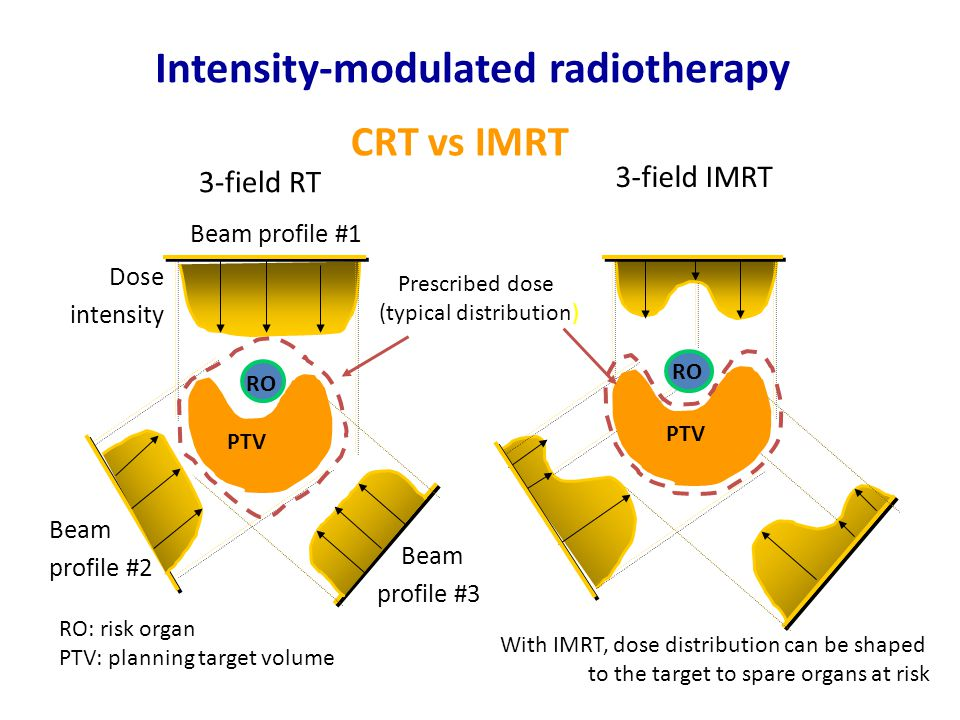 Intensity-modulated radiotherapy
CRT vs IMRT
3-field RT
3-field IMRT
Beam profile #1
Dose
intensity
Prescribed dose
(typical distribution)
RO
PTV
RO
PTV
Beam
profile #2
Beam
profile #3
RO: risk organ
PTV: planning target volume
With IMRT, dose distribution can be shaped
to the target to spare organs at risk